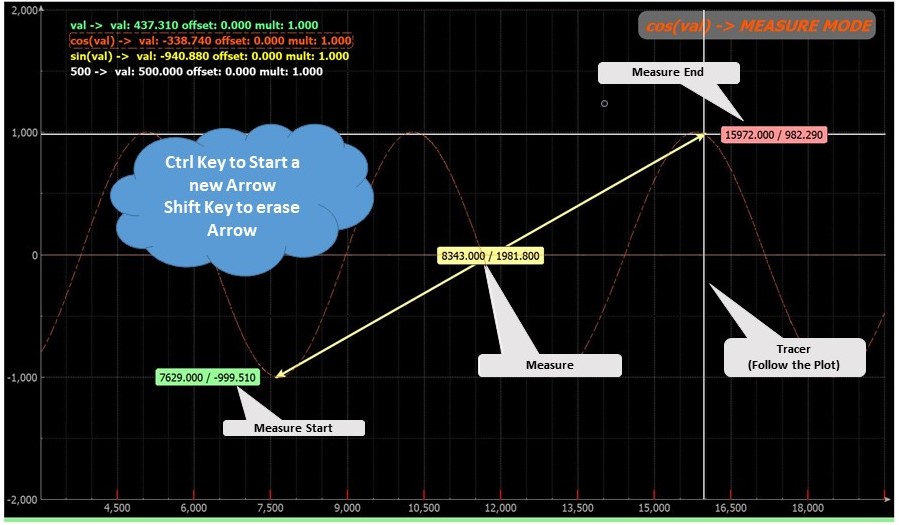 2,000
val -> val: 437.310 offset: 0.000 mult: 1.000
cos(val) -> MEASURE MODE
cos(val) -> val: -338.740 offset: 0.000 mult: 1.000
sin(val) -> val: -940.880 offset: 0.000 mult: 1.000
500 -> val: 500.000 offset: 0.000 mult: 1.000
Measure End
1,000
15972.000 / 982.290
Ctrl Key to Start a
new Arrow
Shift Key to erase
Arrow
0
8343.000 / 1981.800
Tracer
(Follow the Plot)
Measure
-1,000
7629.000 / -999.510
Measure Start
-2,000
4,500 6,000 7,500 9,000 10,500 12,000 13,500 15,000 16,500 18,000